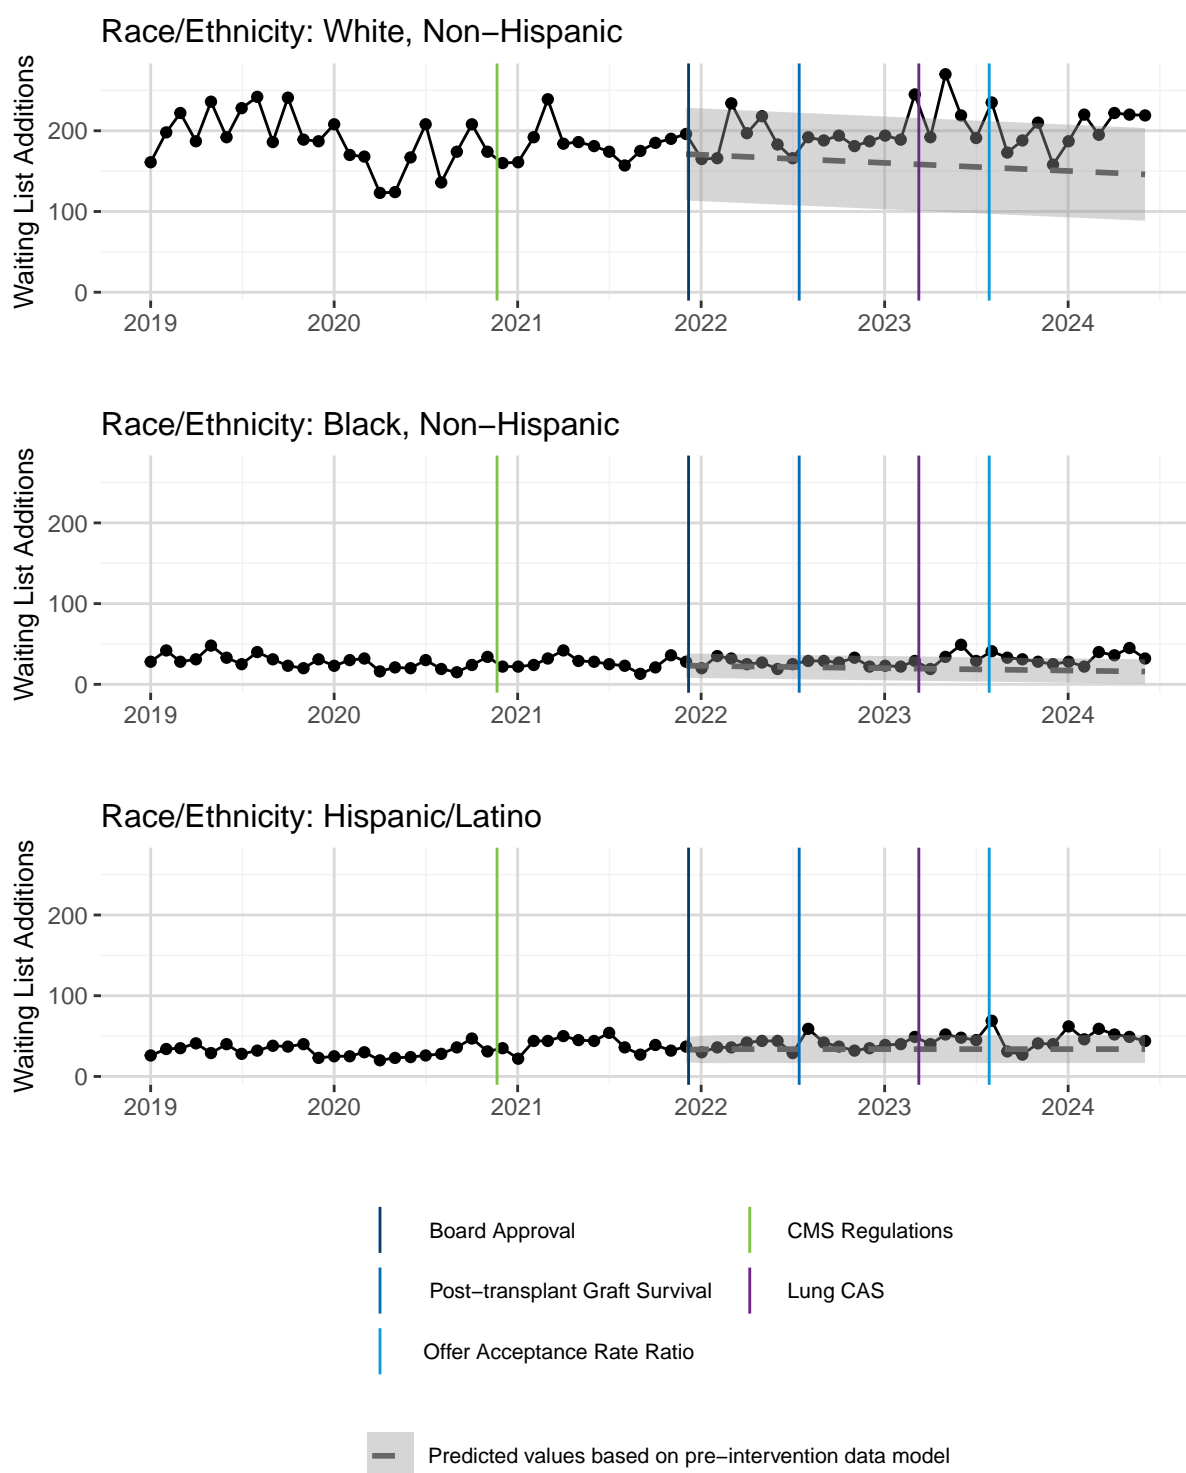 Race/Ethnicity: White, Non−Hispanic
Waiting List Additions
200
100
0
2019 2020 2021 2022 2023 2024
Race/Ethnicity: Black, Non−Hispanic
Waiting List Additions
200
100
0
2019 2020 2021 2022 2023 2024
Race/Ethnicity: Hispanic/Latino
Waiting List Additions
200
100
0
2019 2020 2021 2022 2023 2024
Board Approval CMS Regulations
Post−transplant Graft Survival Lung CAS
Offer Acceptance Rate Ratio
Predicted values based on pre−intervention data model